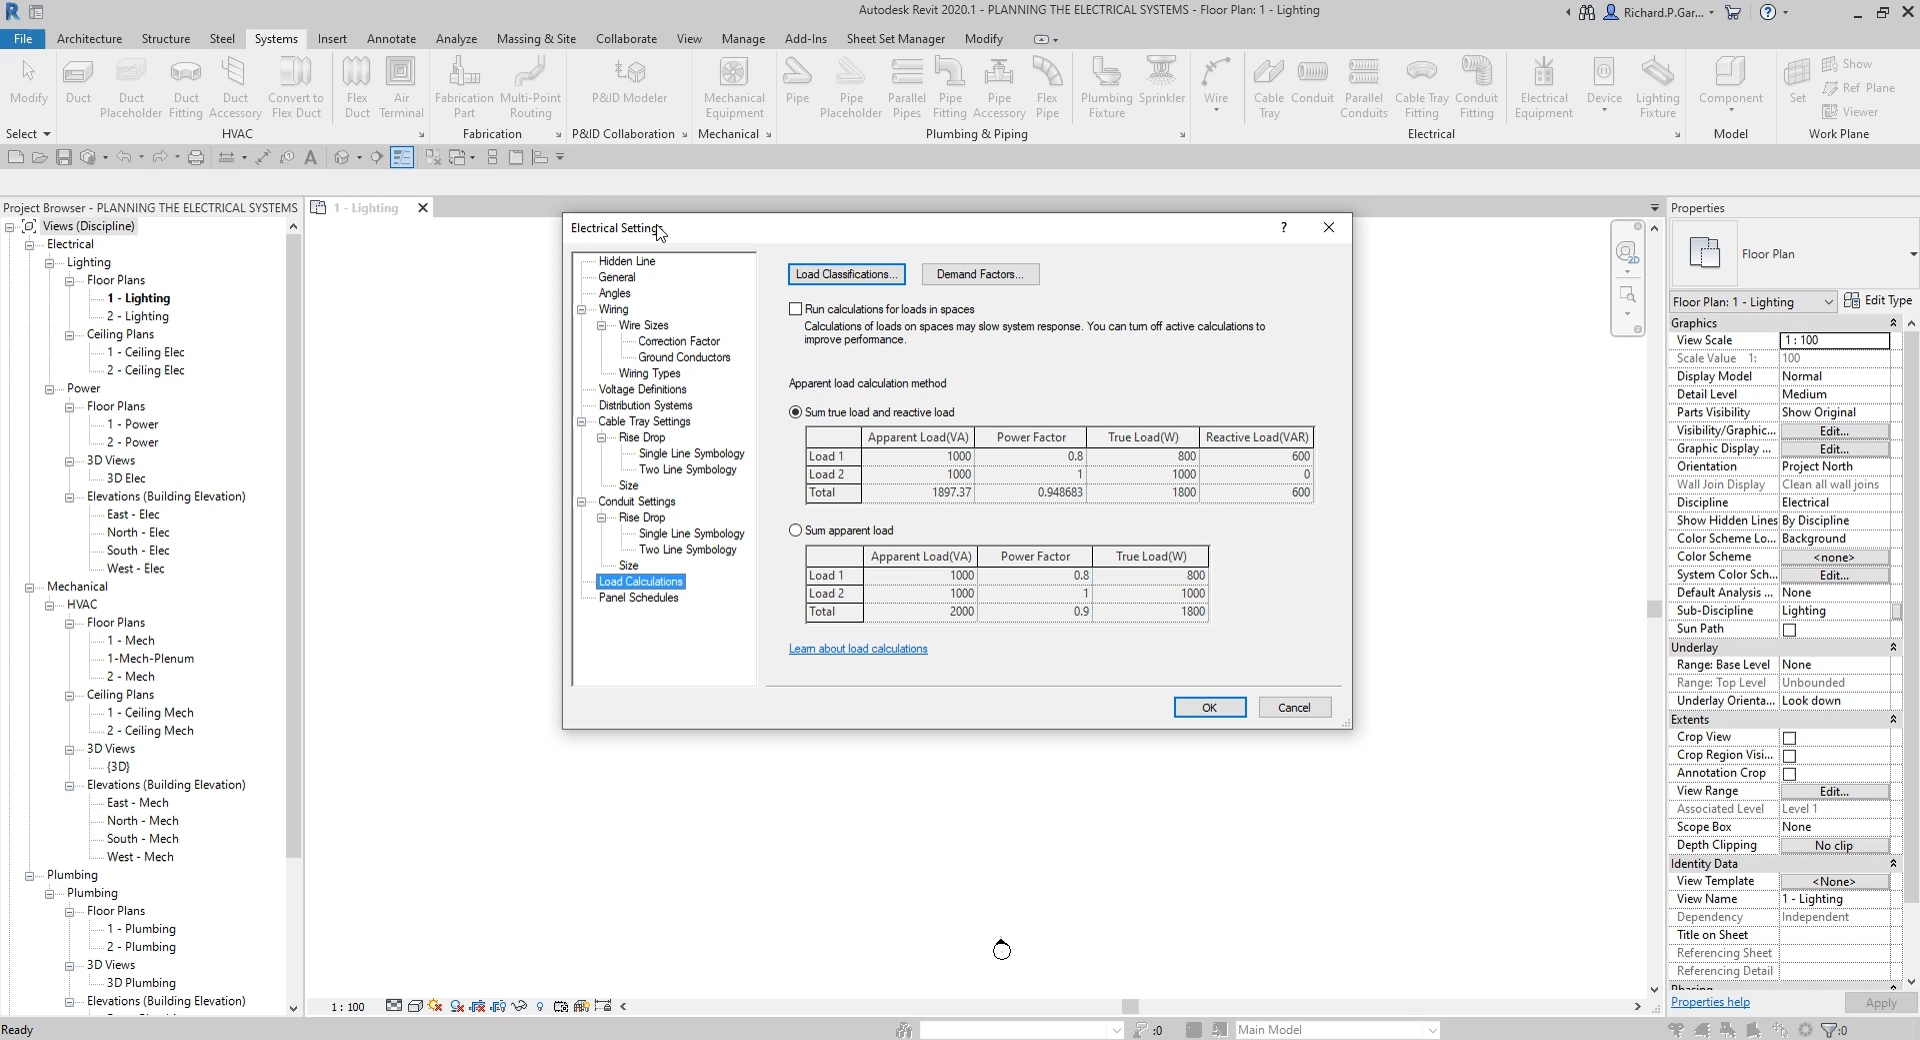 Autodesk Revit 2020.1 - PLANNING THE ELECTRICAL SYSTEMS - Floor Plan: 1 - Lighting
Richard.P.Gar...
File Architecture Structure Steel Systems Insert Annotate Analyze Massing & Site Collaborate View Manage Add-Ins Sheet Set Manager Modify
Modify
Select
Duct
Duct Placeholder
Duct Fitting
Duct Accessory
Convert to Flex Duct
Flex Duct
Air Terminal
HVAC
Fabrication Part
Multi-Point Routing
Fabrication
P&ID Modeler
P&ID Collaboration
Mechanical Equipment
Mechanical
Pipe
Pipe Placeholder
Parallel Pipes
Pipe Fitting
Pipe Accessory
Flex Pipe
Plumbing Fixture
Sprinkler
Plumbing & Piping
Wire
Cable Tray
Conduit
Parallel Conduits
Cable Tray Fitting
Conduit Fitting
Electrical Equipment
Device
Lighting Fixture
Electrical
Component
Model
Set
Show
Ref Plane
Viewer
Work Plane
Project Browser - PLANNING THE ELECTRICAL SYSTEMS
Views (Discipline)
Electrical
Lighting
Floor Plans
1 - Lighting
2 - Lighting
Ceiling Plans
1 - Ceiling Elec
2 - Ceiling Elec
Power
Floor Plans
1 - Power
2 - Power
3D Views
3D Elec
Elevations (Building Elevation)
East - Elec
North - Elec
South - Elec
West - Elec
Mechanical
HVAC
Floor Plans
1 - Mech
1-Mech-Plenum
2 - Mech
Ceiling Plans
1 - Ceiling Mech
2 - Ceiling Mech
3D Views
{3D}
Elevations (Building Elevation)
East - Mech
North - Mech
South - Mech
West - Mech
Plumbing
Plumbing
Floor Plans
1 - Plumbing
2 - Plumbing
3D Views
3D Plumbing
Elevations (Building Elevation)
1 - Lighting
Electrical Settings
Hidden Line
General
Angles
Wiring
Wire Sizes
Correction Factor
Ground Conductors
Wiring Types
Voltage Definitions
Distribution Systems
Cable Tray Settings
Rise Drop
Single Line Symbology
Two Line Symbology
Size
Conduit Settings
Rise Drop
Single Line Symbology
Two Line Symbology
Size
Load Calculations
Panel Schedules
Load Classifications... Demand Factors...
Run calculations for loads in spaces
Calculations of loads on spaces may slow system response. You can turn off active calculations to
improve performance.
Apparent load calculation method
Sum true load and reactive load
Apparent Load(VA) Power Factor True Load(W) Reactive Load(VAR)
Load 1 1000 0.8 800 600
Load 2 1000 1 1000 0
Total 1897.37 0.948683 1800 600
Sum apparent load
Apparent Load(VA) Power Factor True Load(W)
Load 1 1000 0.8 800
Load 2 1000 1 1000
Total 2000 0.9 1800
Learn about load calculations
OK Cancel
2D
Properties
Floor Plan
Floor Plan: 1 - Lighting Edit Type
Graphics
View Scale 1 : 100
Scale Value 1: 100
Display Model Normal
Detail Level Medium
Parts Visibility Show Original
Visibility/Graphic... Edit...
Graphic Display ... Edit...
Orientation Project North
Wall Join Display Clean all wall joins
Discipline Electrical
Show Hidden Lines By Discipline
Color Scheme Lo... Background
Color Scheme <none>
System Color Sch... Edit...
Default Analysis ... None
Sub-Discipline Lighting
Sun Path
Underlay
Range: Base Level None
Range: Top Level Unbounded
Underlay Orienta... Look down
Extents
Crop View
Crop Region Visi...
Annotation Crop
View Range Edit...
Associated Level Level 1
Scope Box None
Depth Clipping No clip
Identity Data
View Template <None>
View Name 1 - Lighting
Dependency Independent
Title on Sheet
Referencing Sheet
Referencing Detail
Phasing
Properties help Apply
1 : 100
Ready
:0
Main Model
:0